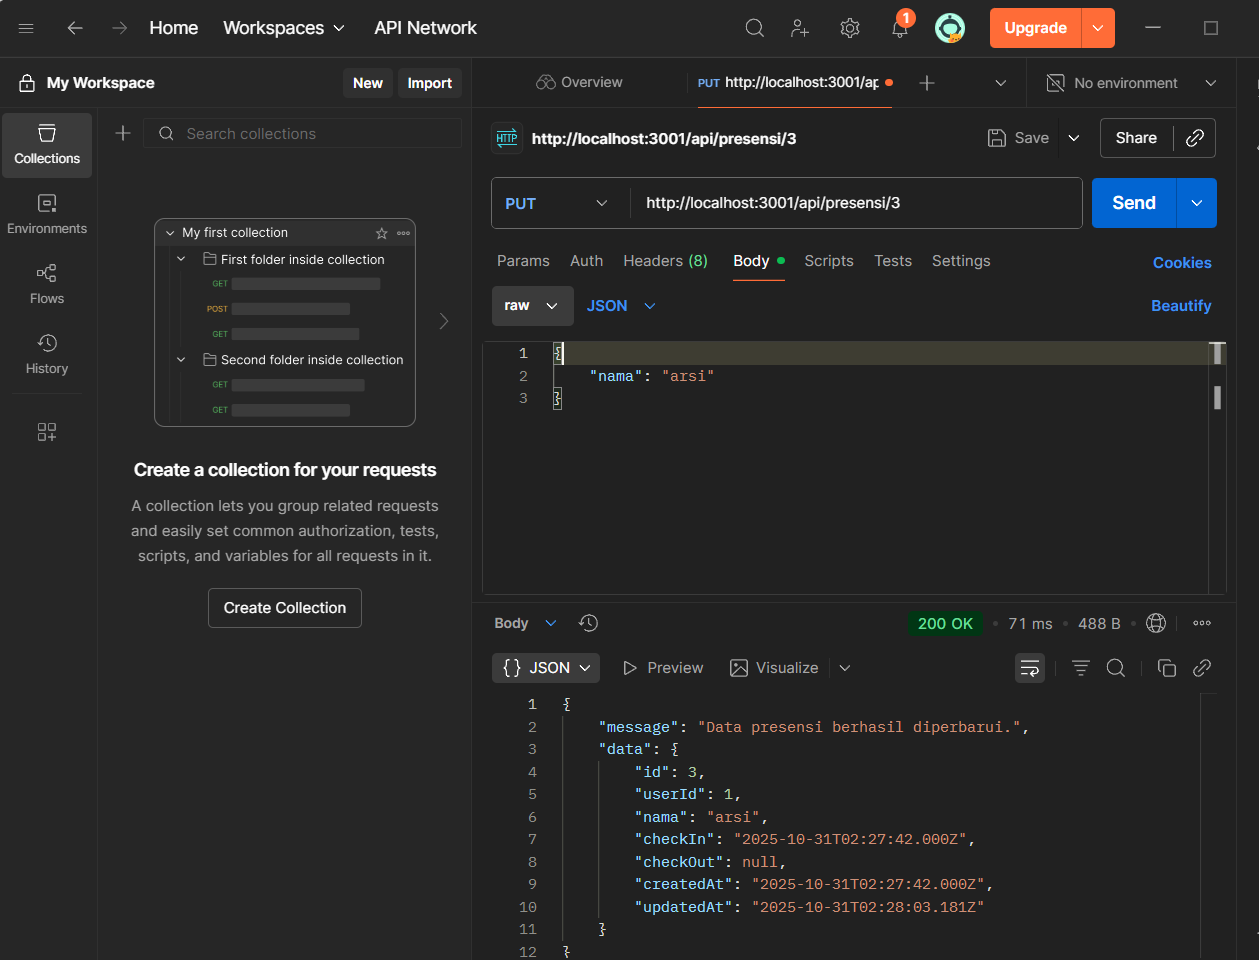 Home
Workspaces
API Network
1
Upgrade
My Workspace
New
Import
Overview
PUT http://localhost:3001/ap
No environment
Collections
Environments
Flows
History
Search collections
My first collection
First folder inside collection
GET
POST
GET
Second folder inside collection
GET
GET
Create a collection for your requests
A collection lets you group related requests
and easily set common authorization, tests,
scripts, and variables for all requests in it.
Create Collection
HTTP http://localhost:3001/api/presensi/3
Save
Share
PUT
http://localhost:3001/api/presensi/3
Send
Params
Auth
Headers (8)
Body
Scripts
Tests
Settings
Cookies
raw
JSON
Beautify
1 {
2 "nama": "arsi"
3 }
Body
200 OK
71 ms
488 B
{} JSON
Preview
Visualize
1 {
2 "message": "Data presensi berhasil diperbarui.",
3 "data": {
4 "id": 3,
5 "userId": 1,
6 "nama": "arsi",
7 "checkIn": "2025-10-31T02:27:42.000Z",
8 "checkOut": null,
9 "createdAt": "2025-10-31T02:27:42.000Z",
10 "updatedAt": "2025-10-31T02:28:03.181Z"
11 }
12 }